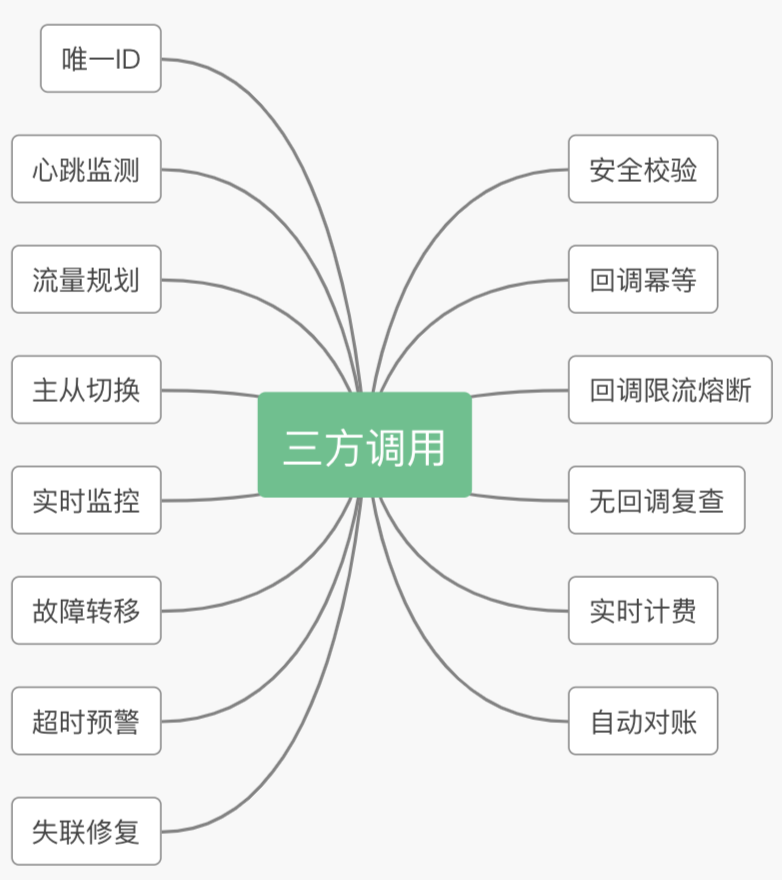 唯一ID
心跳监测
流量规划
主从切换
实时监控
故障转移
超时预警
失联修复
三方调用
安全校验
回调幂等
回调限流熔断
无回调复查
实时计费
自动对账